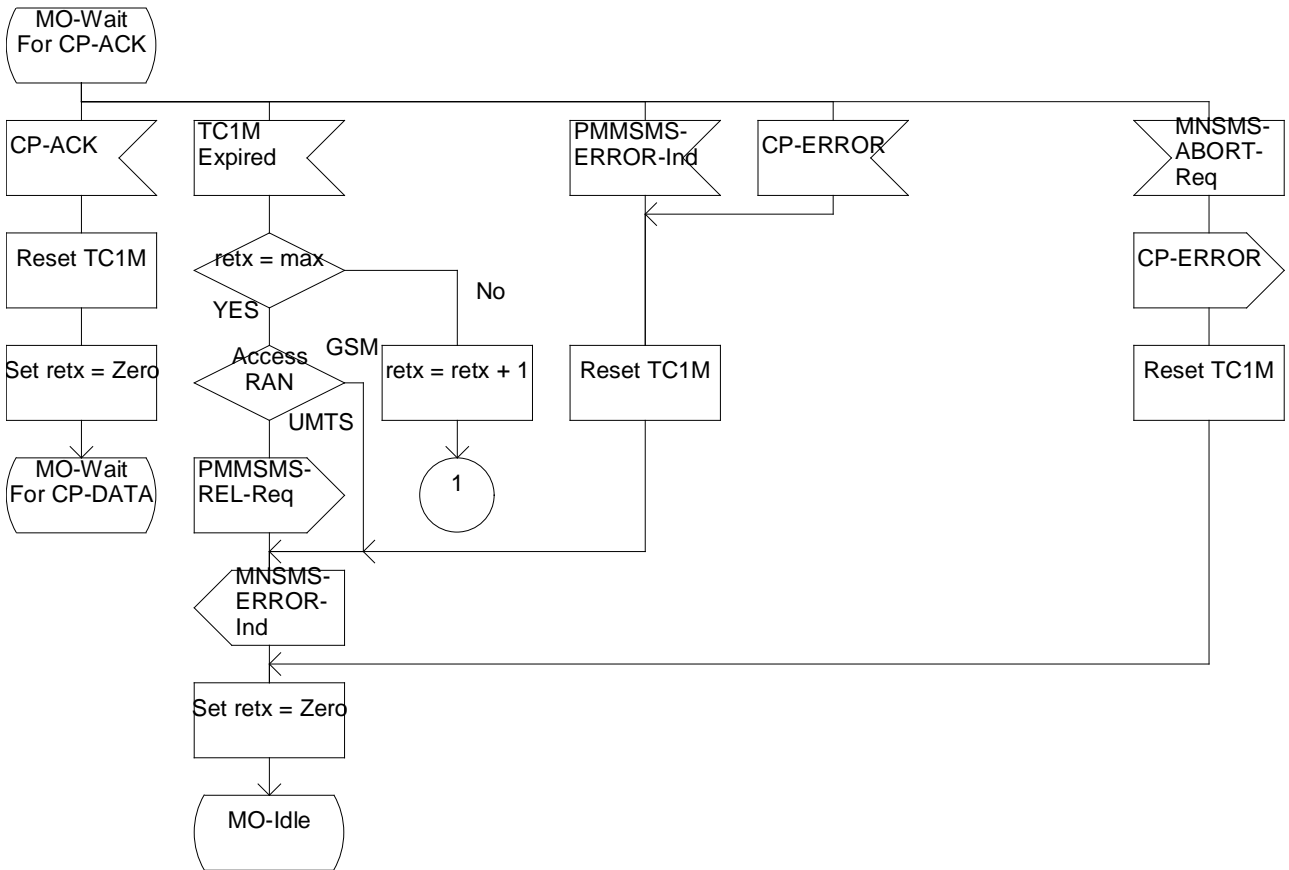 MO-Wait
For CP-ACK
CP-ACK
TC1M
Expired
PMMSMS-
ERROR-Ind
CP-ERROR
MNSMS-
ABORT-
Req
Reset TC1M
retx = max
No
YES
CP-ERROR
Set retx = Zero
Access
RAN
GSM
UMTS
retx = retx + 1
Reset TC1M
Reset TC1M
MO-Wait
For CP-DATA
PMMSMS-
REL-Req
1
MNSMS-
ERROR-
Ind
Set retx = Zero
MO-Idle